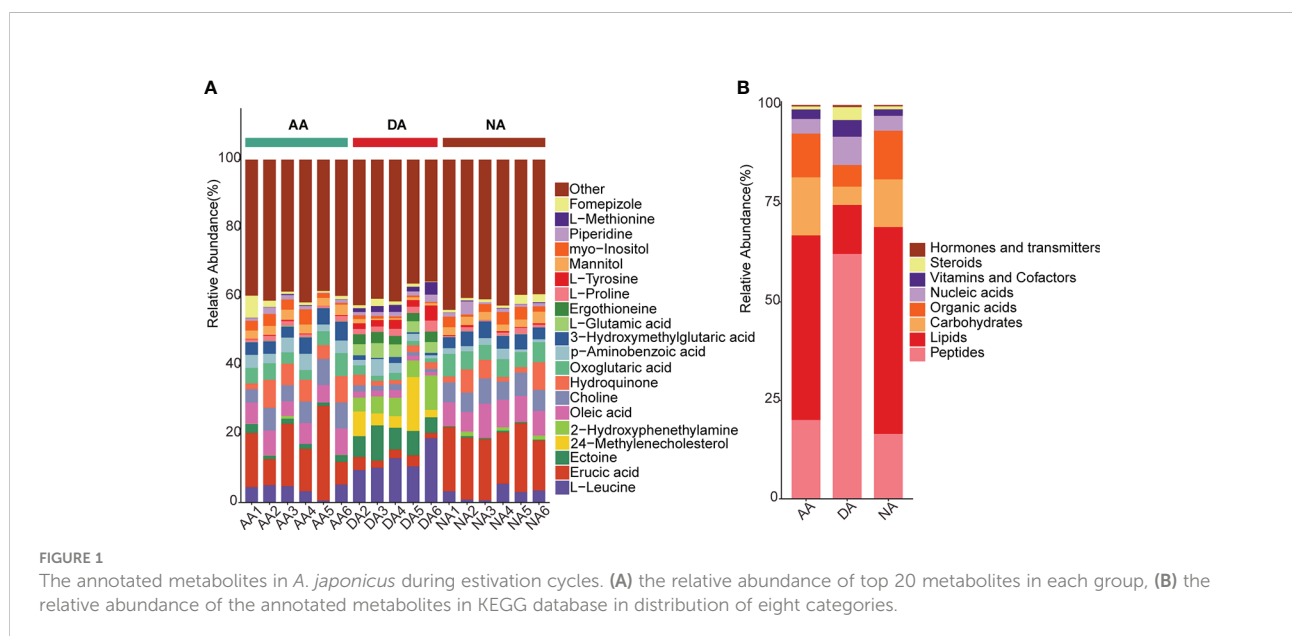 A
AA
DA
NA
Relative Abundance(%)
100
80
60
40
20
0
AA1
AA2
AA3
AA4
AA5
AA6
DA2
DA3
DA4
DA5
DA6
NA1
NA2
NA3
NA4
NA5
NA6
Other
Fomepizole
L−Methionine
Piperidine
myo−Inositol
Mannitol
L−Tyrosine
L−Proline
Ergothioneine
L−Glutamic acid
3−Hydroxymethylglutaric acid
p−Aminobenzoic acid
Oxoglutaric acid
Hydroquinone
Choline
Oleic acid
2−Hydroxyphenethylamine
24−Methylenecholesterol
Ectoine
Erucic acid
L−Leucine
B
Relative Abundance(%)
100
75
50
25
0
AA
DA
NA
Hormones and transmitters
Steroids
Vitamins and Cofactors
Nucleic acids
Organic acids
Carbohydrates
Lipids
Peptides
FIGURE 1
The annotated metabolites in A. japonicus during estivation cycles. (A) the relative abundance of top 20 metabolites in each group, (B) the
relative abundance of the annotated metabolites in KEGG database in distribution of eight categories.